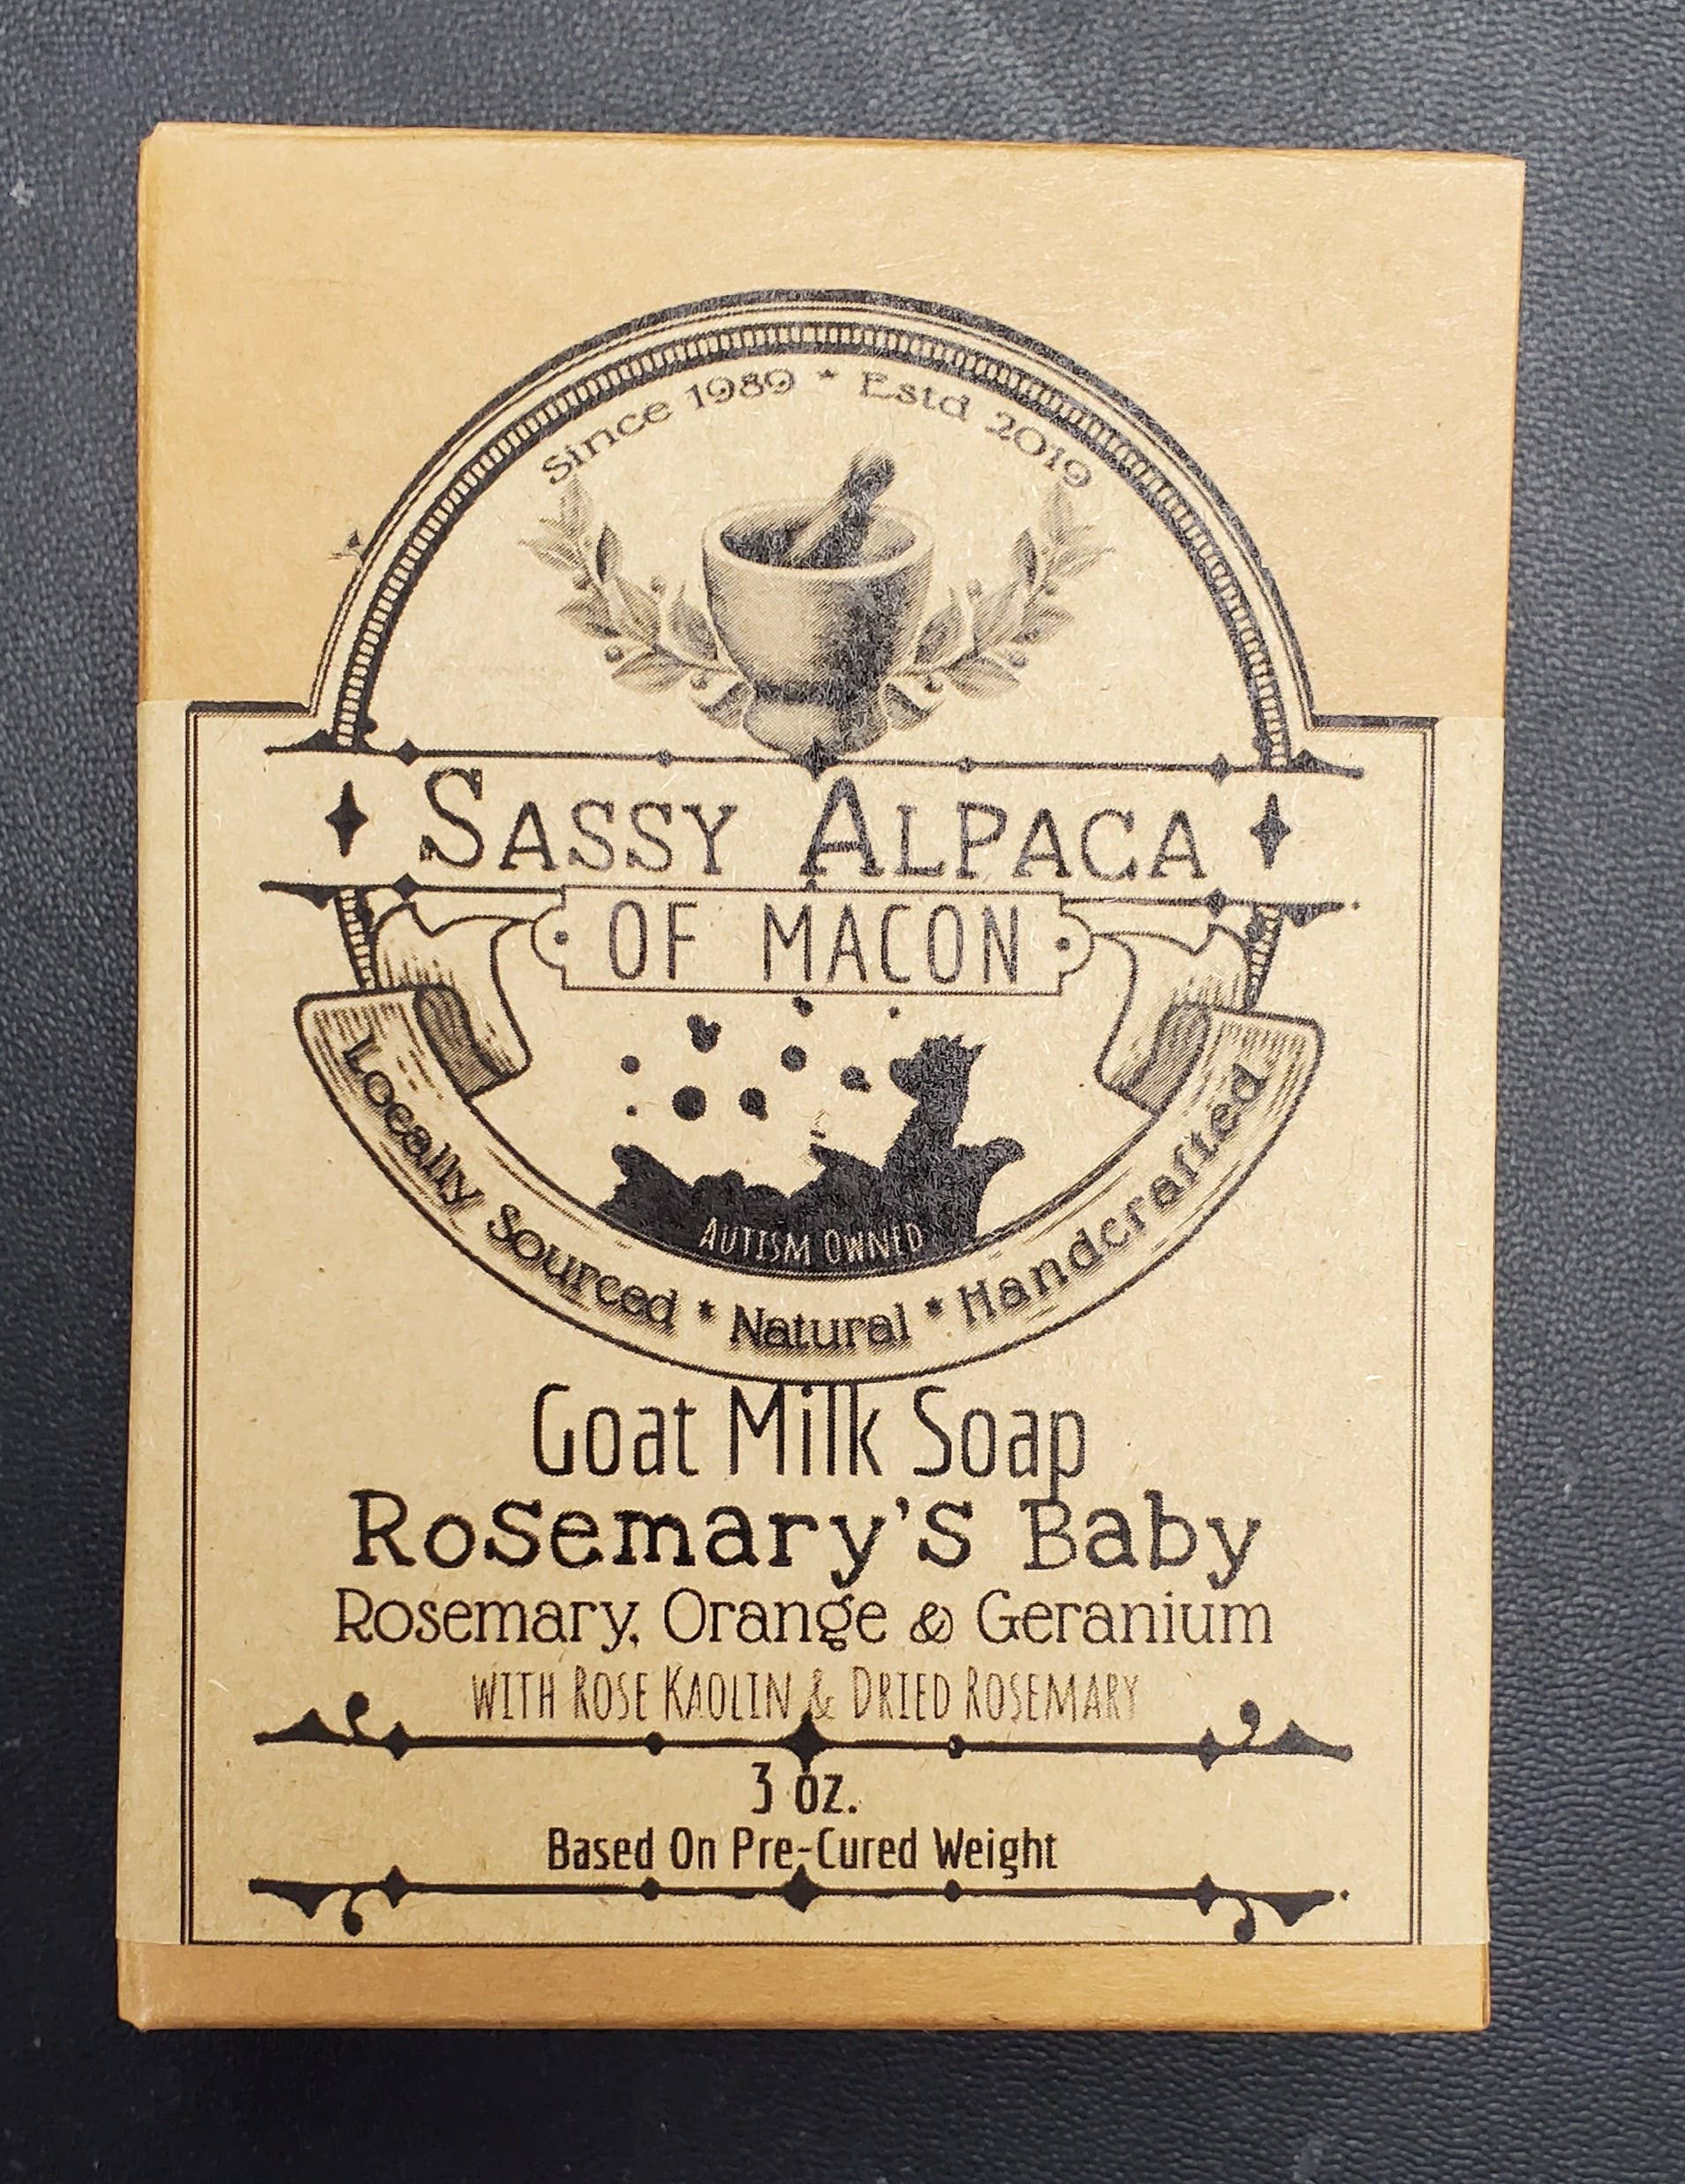 Since 1989 * Estd 2019
SASSY ALPACA
OF MACON
AUTISM OWNED
Locally Sourced * Natural * Handcrafted
Goat Milk Soap
Rosemary's Baby
Rosemary, Orange & Geranium
WITH ROSE KAOLIN & DRIED ROSEMARY
3 oz.
Based On Pre-Cured Weight